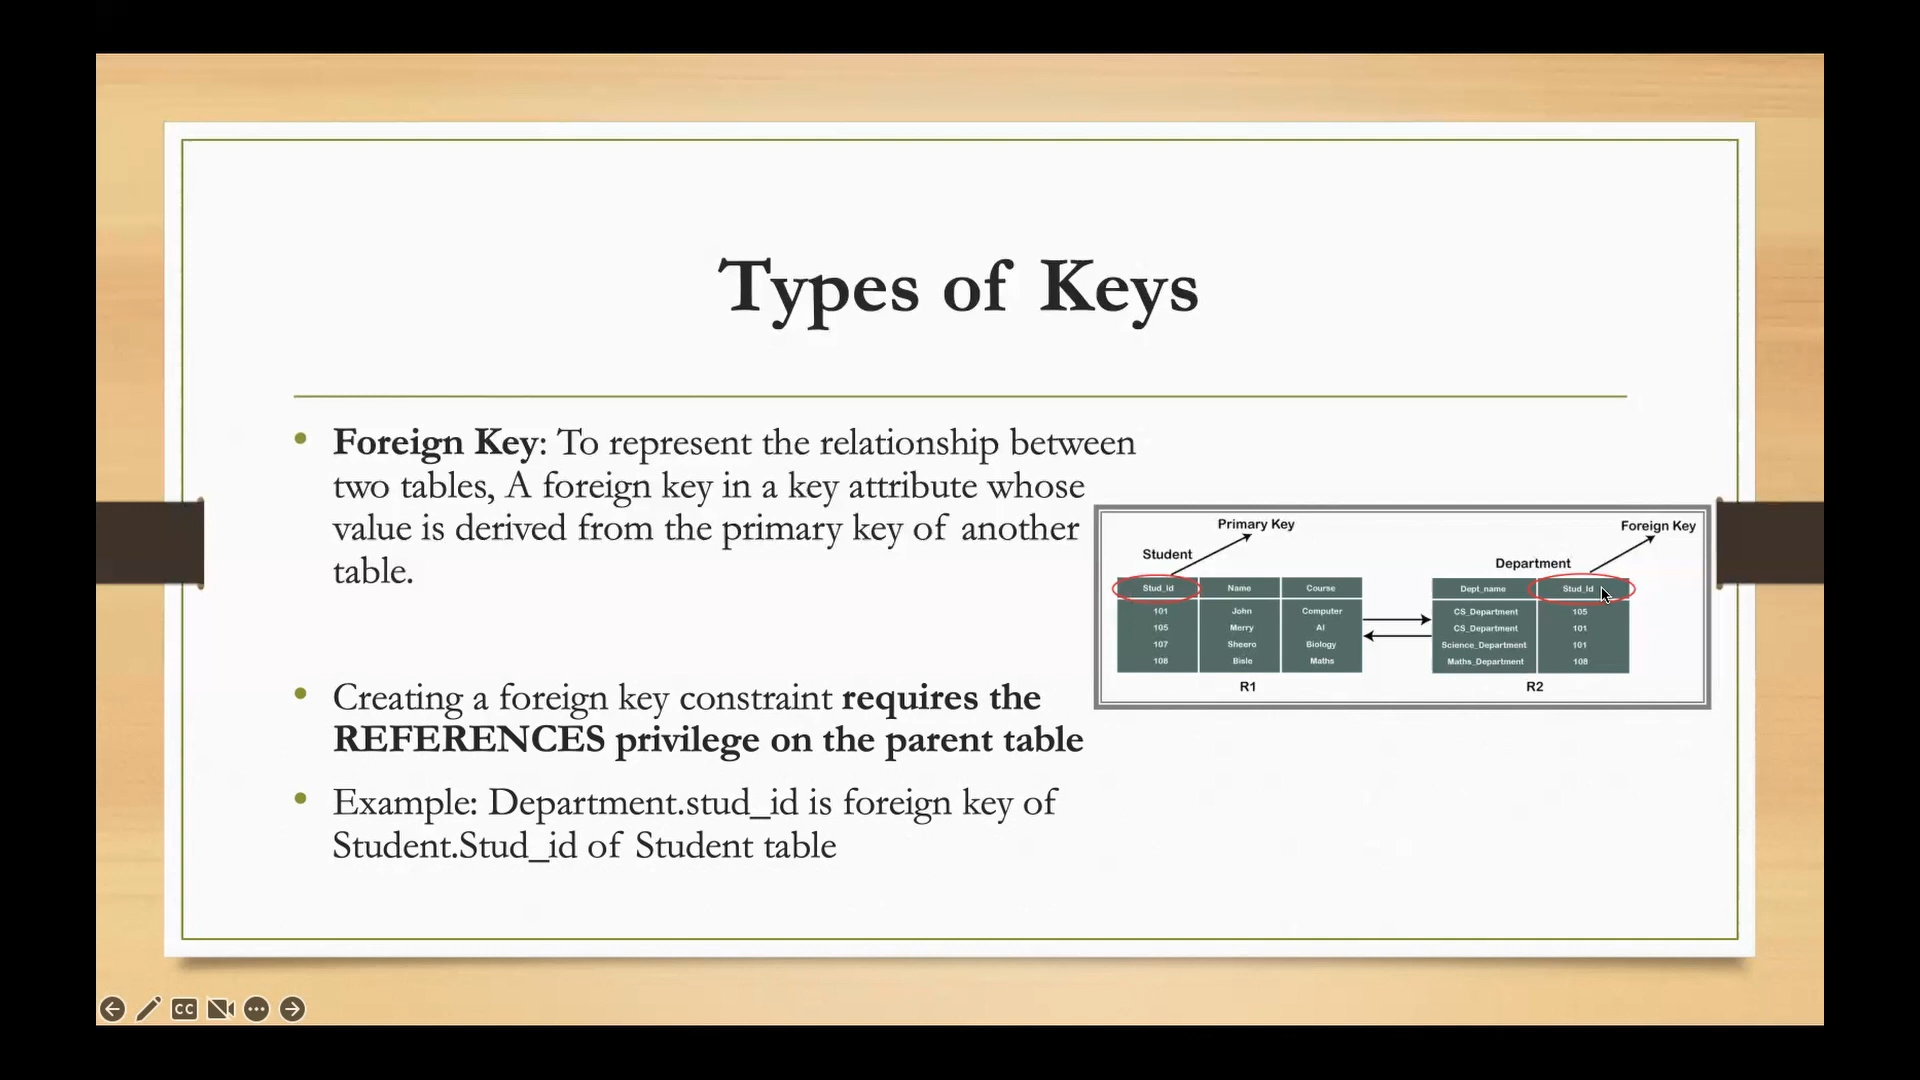 Types of Keys
• Foreign Key: To represent the relationship between
two tables, A foreign key in a key attribute whose
value is derived from the primary key of another
table.
• Creating a foreign key constraint requires the
REFERENCES privilege on the parent table
• Example: Department.stud_id is foreign key of
Student.Stud_id of Student table
Primary Key
Student
Stud_Id Name Course
101 John Computer
105 Merry AI
107 Sheero Biology
108 Bisle Maths
R1
Foreign Key
Department
Dept_name Stud_Id
CS_Department 105
CS_Department 101
Science_Department 101
Maths_Department 108
R2
CC